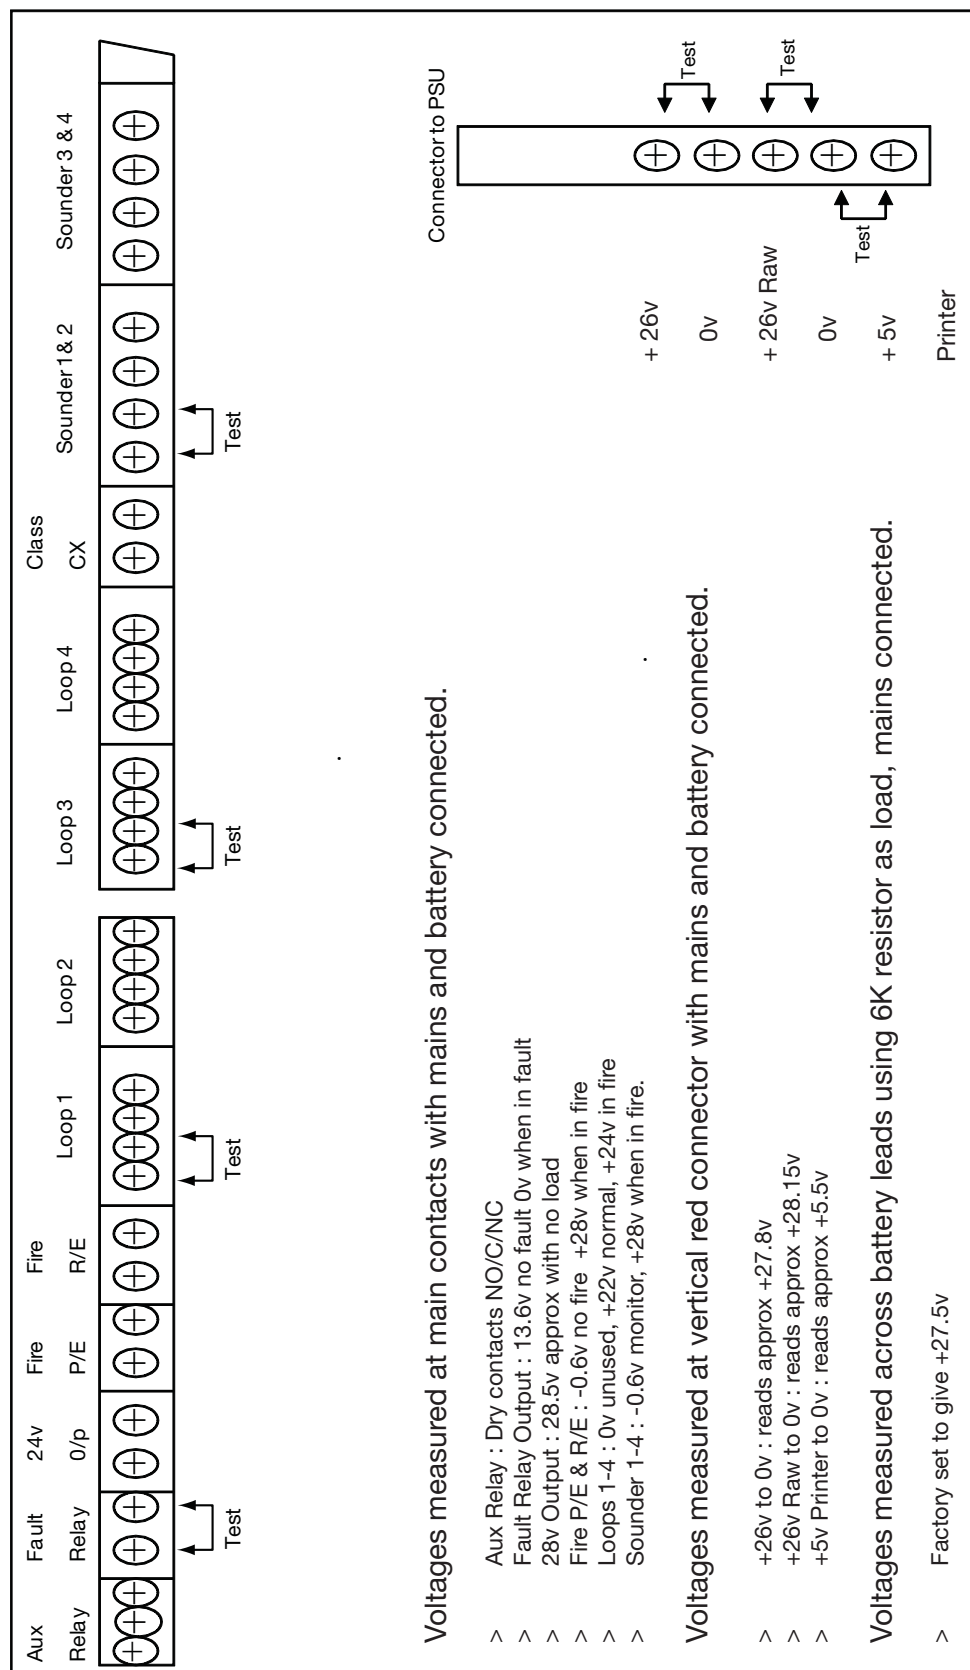 Aux
Relay
Fault
Relay
24v
0/p
Fire
P/E
Fire
R/E
Loop 1
Loop 2
Loop 3
Loop 4
Class
CX
Sounder 1 & 2
Sounder 3 & 4
Test
Test
Test
Test
Voltages measured at main contacts with mains and battery connected.
> Aux Relay : Dry contacts NO/C/NC
> Fault Relay Output : 13.6v no fault 0v when in fault
> 28v Output : 28.5v approx with no load
> Fire P/E & R/E : -0.6v no fire +28v when in fire
> Loops 1-4 : 0v unused, +22v normal, +24v in fire
> Sounder 1-4 : -0.6v monitor, +28v when in fire.
Voltages measured at vertical red connector with mains and battery connected.
> +26v to 0v : reads approx +27.8v
> +26v Raw to 0v : reads approx +28.15v
> +5v Printer to 0v : reads approx +5.5v
Voltages measured across battery leads using 6K resistor as load, mains connected.
> Factory set to give +27.5v
Connector to PSU
+ 26v
0v
+ 26v Raw
0v
+ 5v
Printer
Test
Test
Test